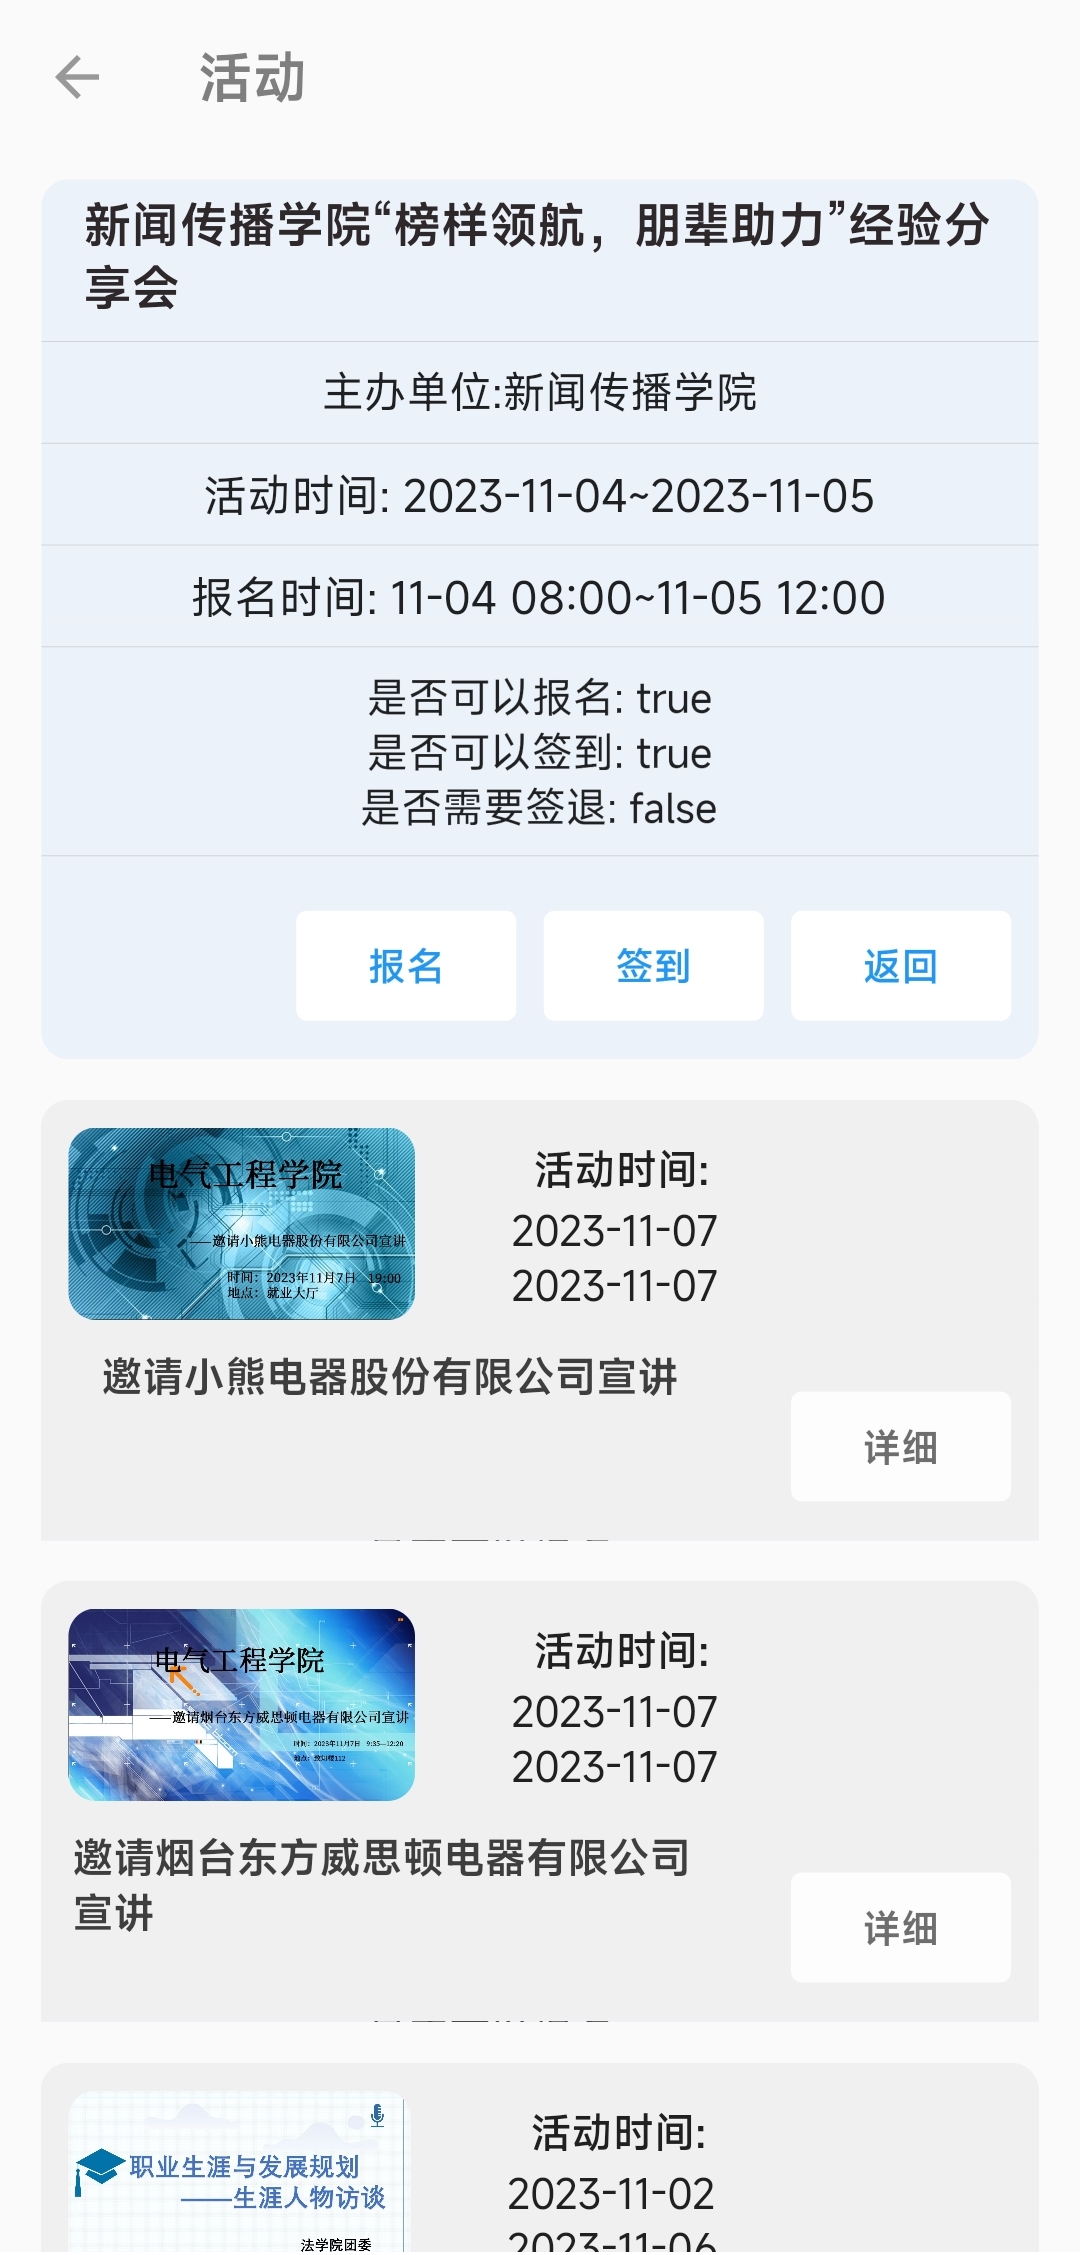 活动
新闻传播学院“榜样领航，朋辈助力”经验分
享会
主办单位:新闻传播学院
活动时间: 2023-11-04~2023-11-05
报名时间: 11-04 08:00~11-05 12:00
是否可以报名: true
是否可以签到: true
是否需要签退: false
报名
签到
返回
电气工程学院
——邀请小熊电器股份有限公司宣讲
时间：2023年11月7日 19:00
地点：就业大厅
活动时间:
2023-11-07
2023-11-07
邀请小熊电器股份有限公司宣讲
详细
电气工程学院
——邀请烟台东方威思顿电器有限公司宣讲
时间：2023年11月7日 9:35—12:20
活动时间:
2023-11-07
2023-11-07
邀请烟台东方威思顿电器有限公司
宣讲
详细
职业生涯与发展规划
——生涯人物访谈
法学院团委
活动时间:
2023-11-02
2023-11-06